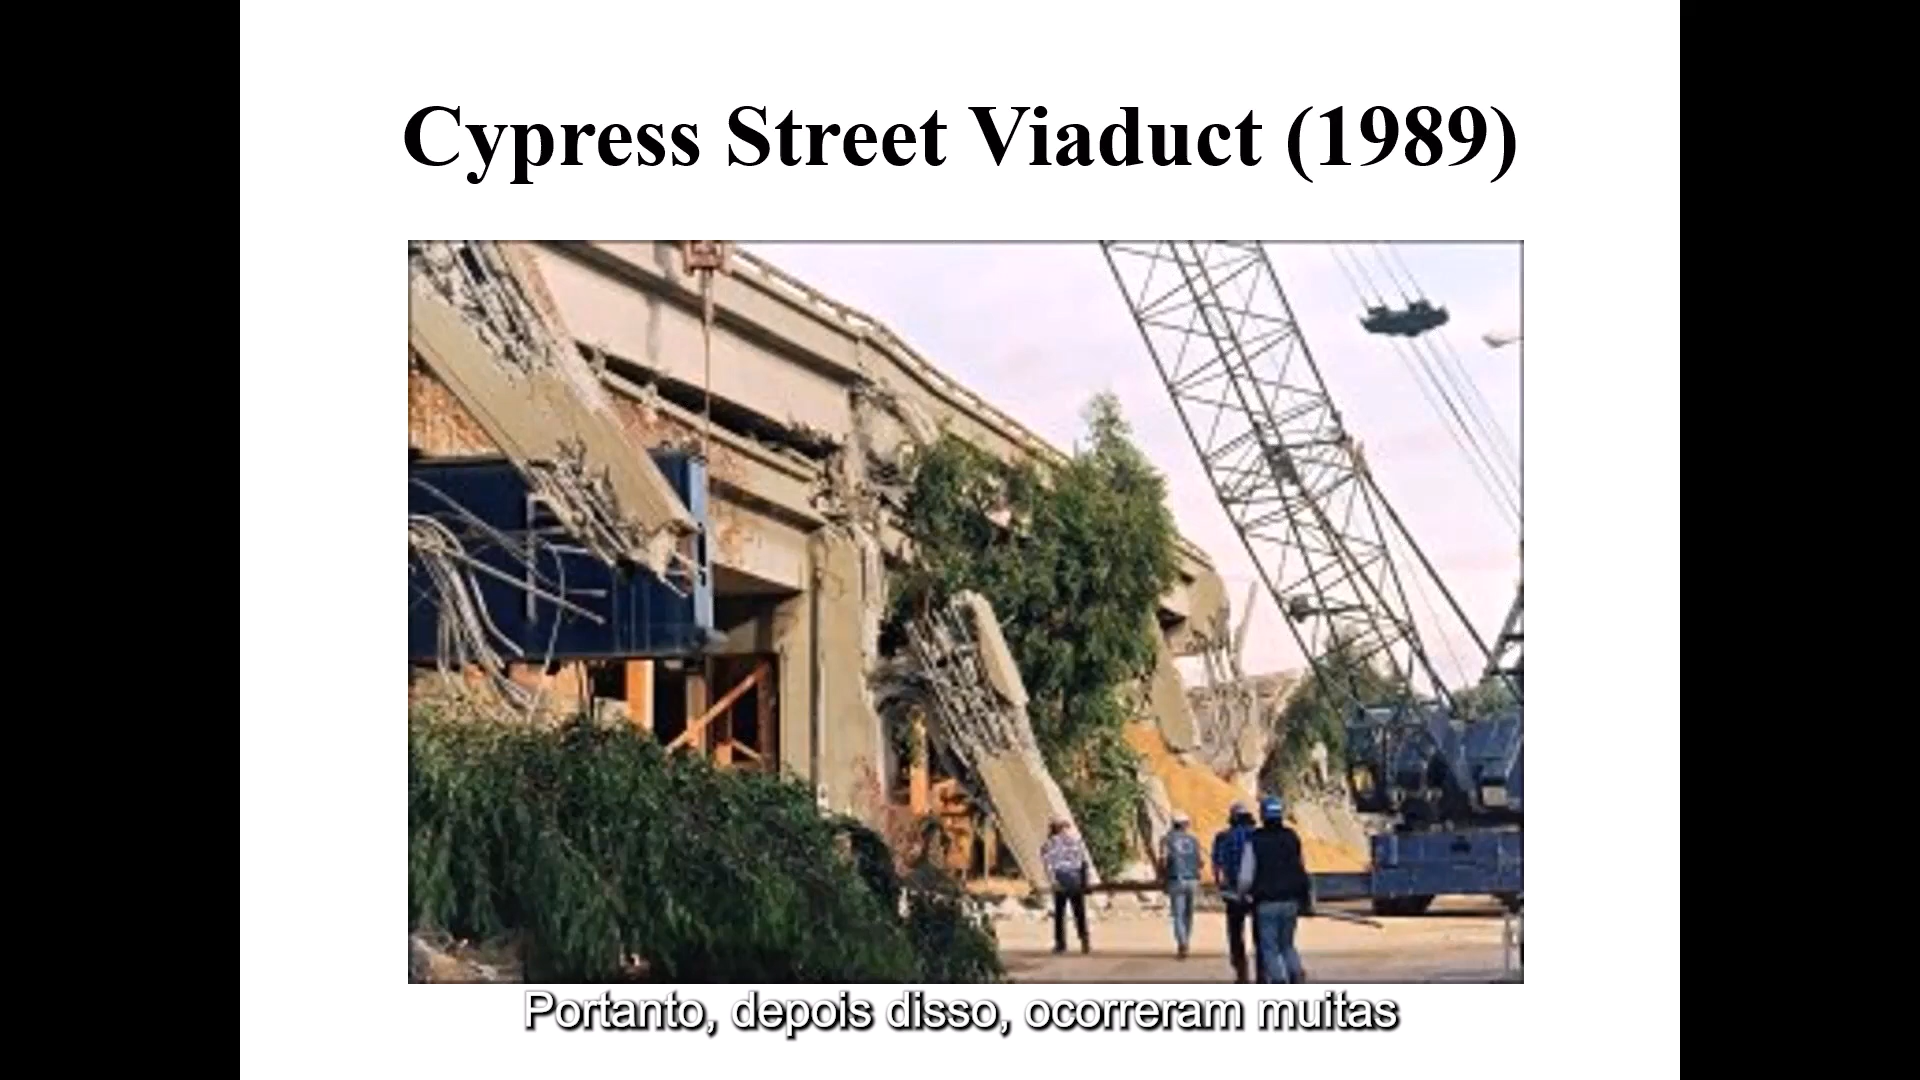 Cypress Street Viaduct (1989)
Portanto, depois disso, ocorreram muitas